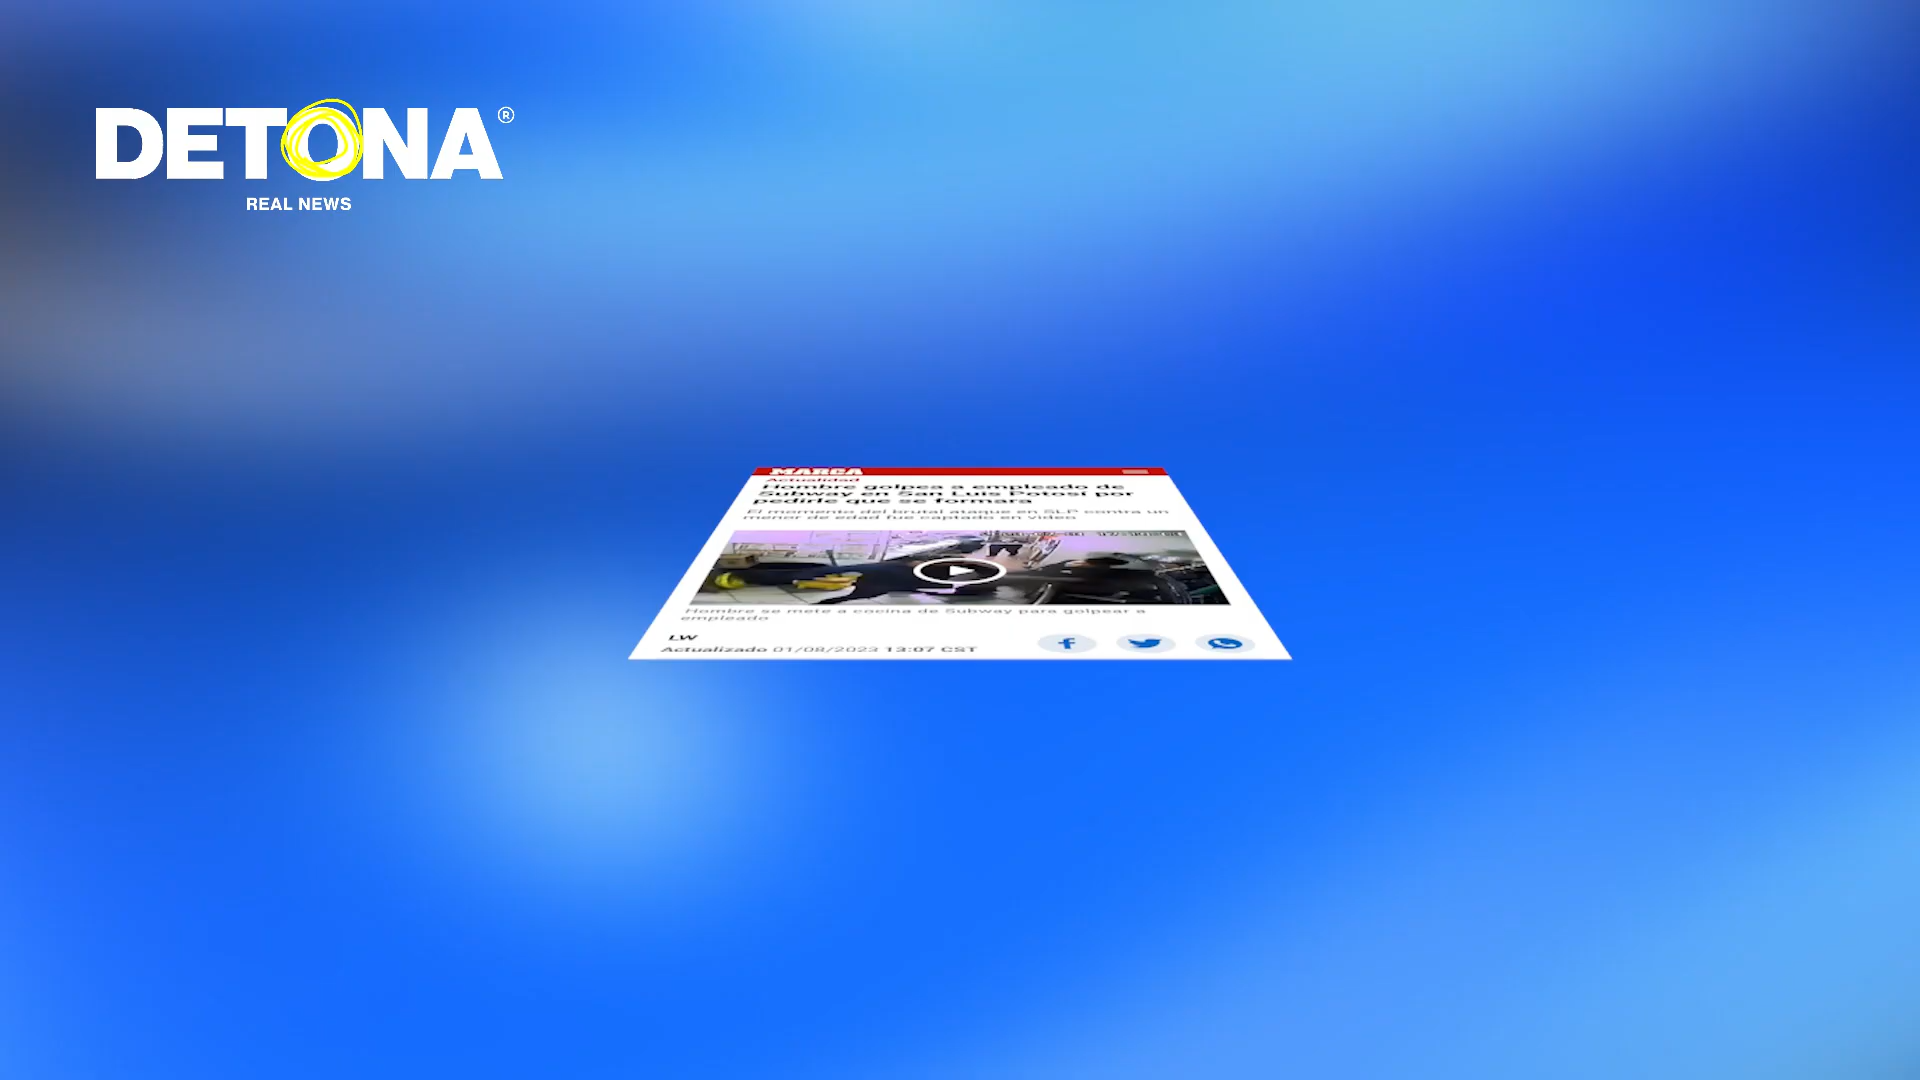 DETONA®
REAL NEWS
MARCA
Actualidad
Hombre golpea a empleado de
Subway en San Luis Potosí por
pedirle que se formara
El momento del brutal ataque en SLP contra un
menor de edad fue captado en video
Hombre se mete a cocina de Subway para golpear a
empleado
LW
Actualizado 01/08/2023 13:07 CST